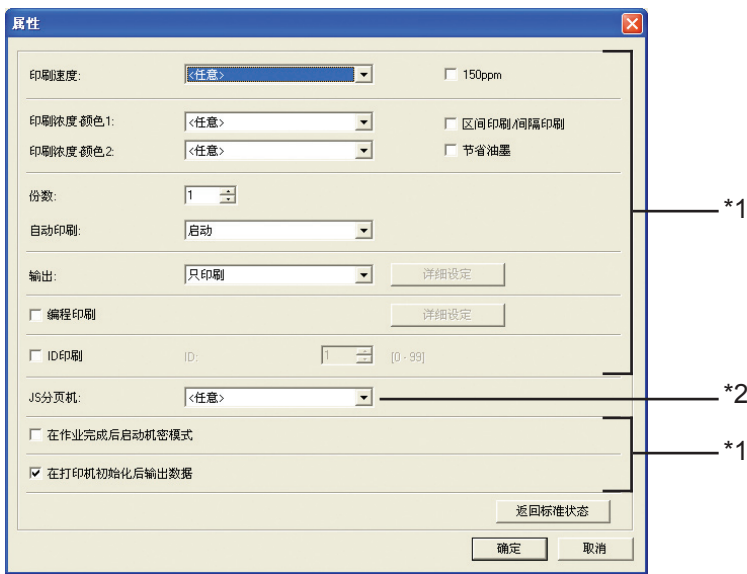 属性
印刷速度: <任意> 150ppm
印刷浓度-颜色1: <任意> 区间印刷/间隔印刷
印刷浓度-颜色2: <任意> 节省油墨
份数: 1
*1
自动印刷: 启动
输出: 只印刷 详细设定
编程印刷 详细设定
ID印刷 ID: 1 [0 - 99]
JS分页机: <任意> *2
在作业完成后启动机密模式
*1
在打印机初始化后输出数据
返回标准状态
确定 取消